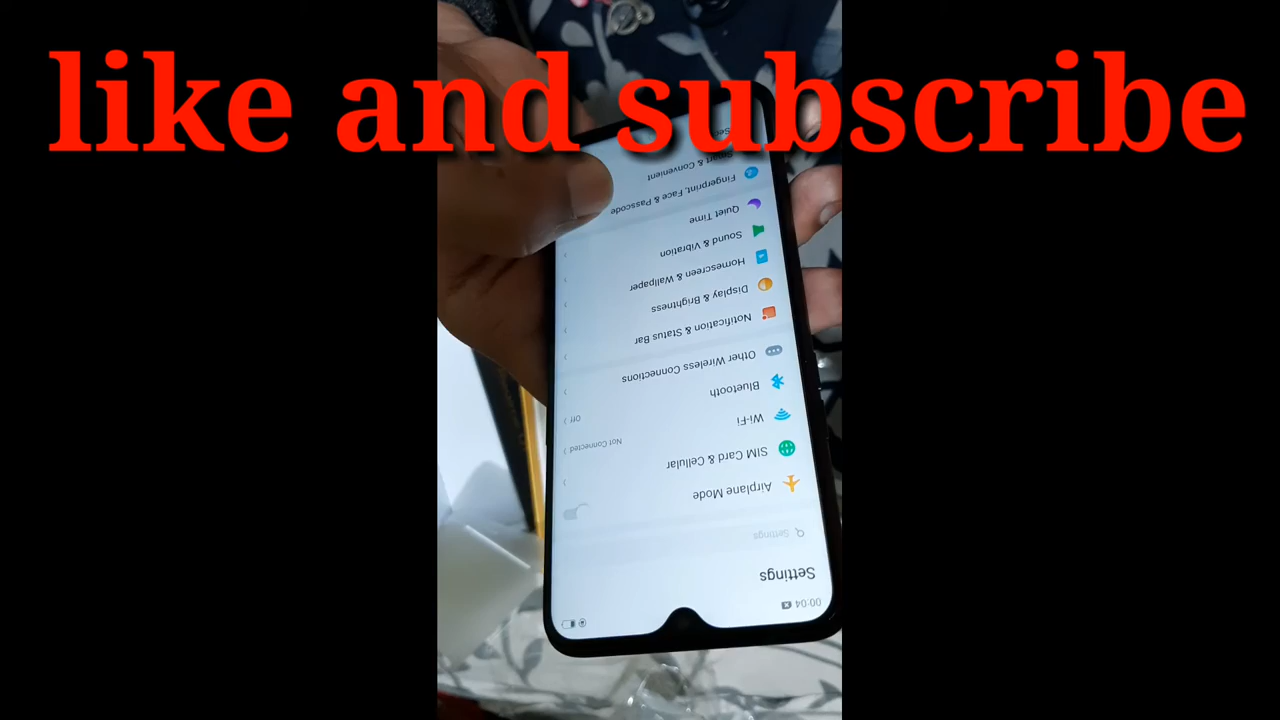 like and subscribe
00:04
Settings
Settings
Airplane Mode
SIM Card & Cellular
Wi-Fi Not Connected
Bluetooth Off
Other Wireless Connections
Notification & Status Bar
Display & Brightness
Homescreen & Wallpaper
Sound & Vibration
Quiet Time
Fingerprint, Face & Passcode
Smart & Convenient